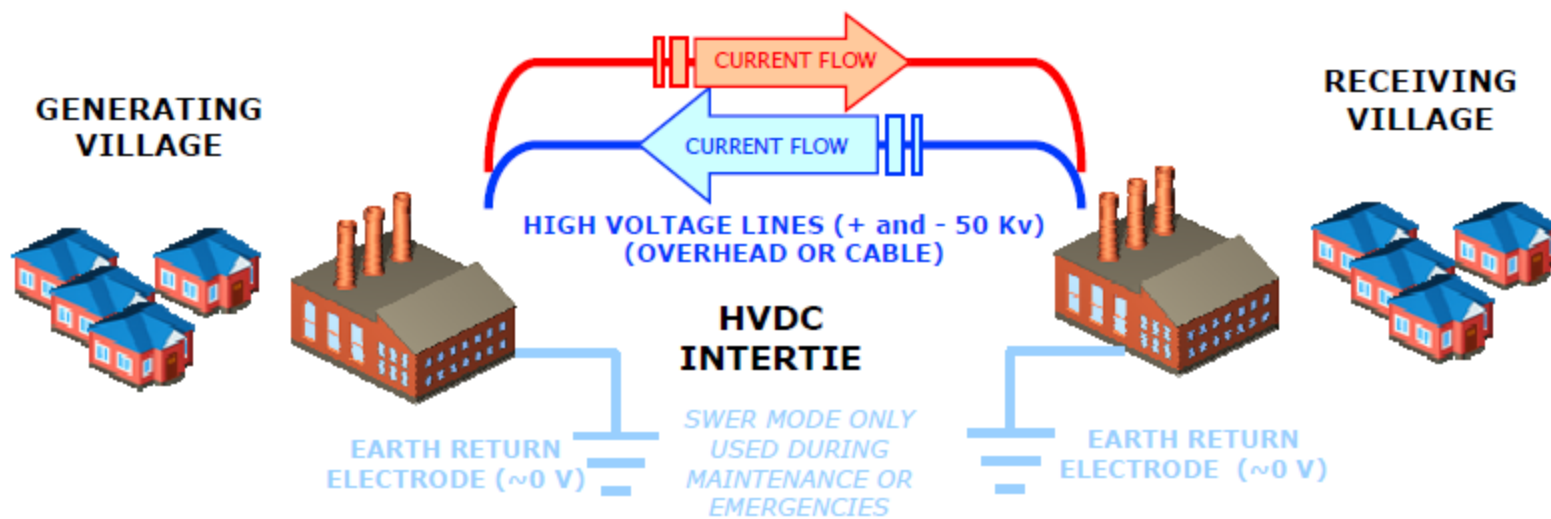 GENERATING
VILLAGE
CURRENT FLOW
CURRENT FLOW
RECEIVING
VILLAGE
HIGH VOLTAGE LINES (+ and - 50 Kv)
(OVERHEAD OR CABLE)
HVDC
INTERTIE
SWER MODE ONLY
USED DURING
MAINTENANCE OR
EMERGENCIES
EARTH RETURN
ELECTRODE (~0 V)
EARTH RETURN
ELECTRODE (~0 V)